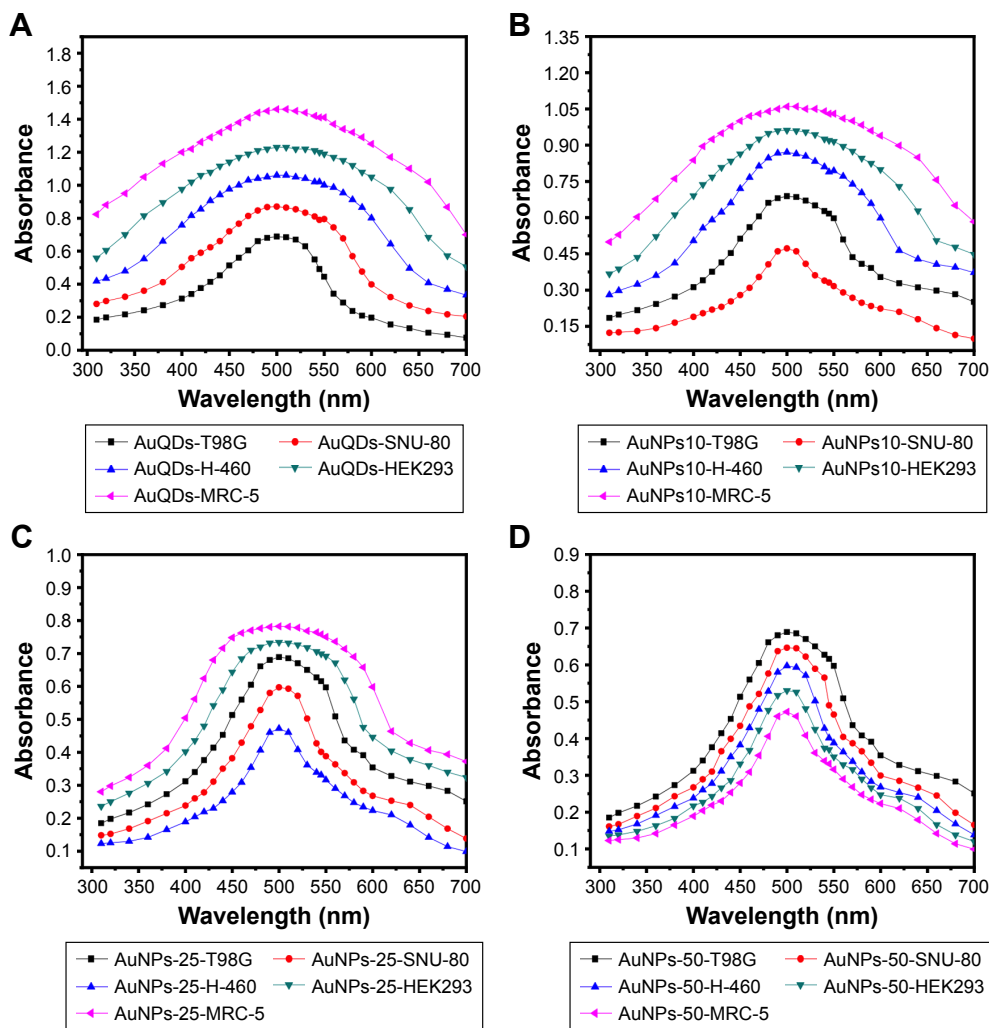 A
Absorbance
1.8
1.6
1.4
1.2
1.0
0.8
0.6
0.4
0.2
0.0
300 350 400 450 500 550 600 650 700
Wavelength (nm)
AuQDs-T98G AuQDs-SNU-80
AuQDs-H-460 AuQDs-HEK293
AuQDs-MRC-5
B
Absorbance
1.35
1.20
1.05
0.90
0.75
0.60
0.45
0.30
0.15
300 350 400 450 500 550 600 650 700
Wavelength (nm)
AuNPs10-T98G AuNPs10-SNU-80
AuNPs10-H-460 AuNPs10-HEK293
AuNPs10-MRC-5
C
Absorbance
1.0
0.9
0.8
0.7
0.6
0.5
0.4
0.3
0.2
0.1
300 350 400 450 500 550 600 650 700
Wavelength (nm)
AuNPs-25-T98G AuNPs-25-SNU-80
AuNPs-25-H-460 AuNPs-25-HEK293
AuNPs-25-MRC-5
D
Absorbance
0.9
0.8
0.7
0.6
0.5
0.4
0.3
0.2
0.1
300 350 400 450 500 550 600 650 700
Wavelength (nm)
AuNPs-50-T98G AuNPs-50-SNU-80
AuNPs-50-H-460 AuNPs-50-HEK293
AuNPs-50-MRC-5